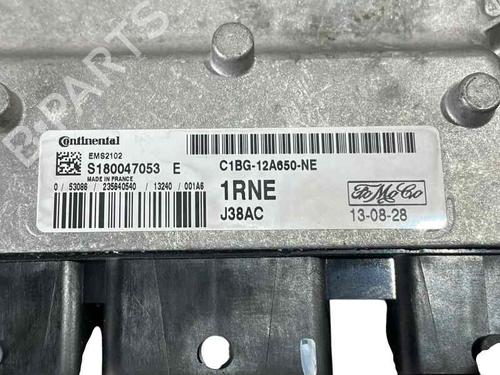 B-PARTS
Continental
EMS2102
S180047053 E
MADE IN FRANCE
0 / 53086 / 235640540 / 13240 / 001A6
C1BG-12A650-NE
1RNE
J38AC
FoMoCo
13-08-28